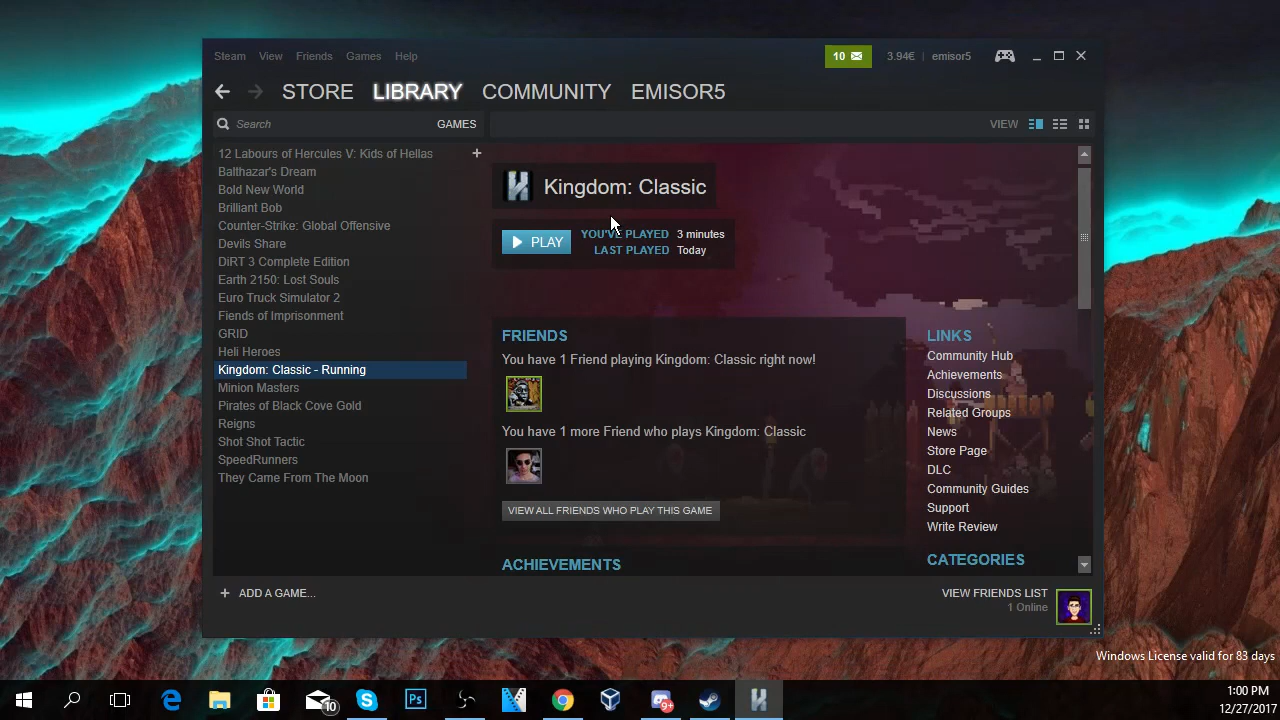 Steam View Friends Games Help
10
3.94€ | emisor5
STORE LIBRARY COMMUNITY EMISOR5
Search GAMES
VIEW
12 Labours of Hercules V: Kids of Hellas
Balthazar's Dream
Bold New World
Brilliant Bob
Counter-Strike: Global Offensive
Devils Share
DiRT 3 Complete Edition
Earth 2150: Lost Souls
Euro Truck Simulator 2
Fiends of Imprisonment
GRID
Heli Heroes
Kingdom: Classic - Running
Minion Masters
Pirates of Black Cove Gold
Reigns
Shot Shot Tactic
SpeedRunners
They Came From The Moon
Kingdom: Classic
PLAY
YOU'VE PLAYED 3 minutes
LAST PLAYED Today
FRIENDS
You have 1 Friend playing Kingdom: Classic right now!
You have 1 more Friend who plays Kingdom: Classic
VIEW ALL FRIENDS WHO PLAY THIS GAME
ACHIEVEMENTS
LINKS
Community Hub
Achievements
Discussions
Related Groups
News
Store Page
DLC
Community Guides
Support
Write Review
CATEGORIES
+ ADD A GAME...
VIEW FRIENDS LIST
1 Online
Windows License valid for 83 days
10
Ps
9+
1:00 PM
12/27/2017